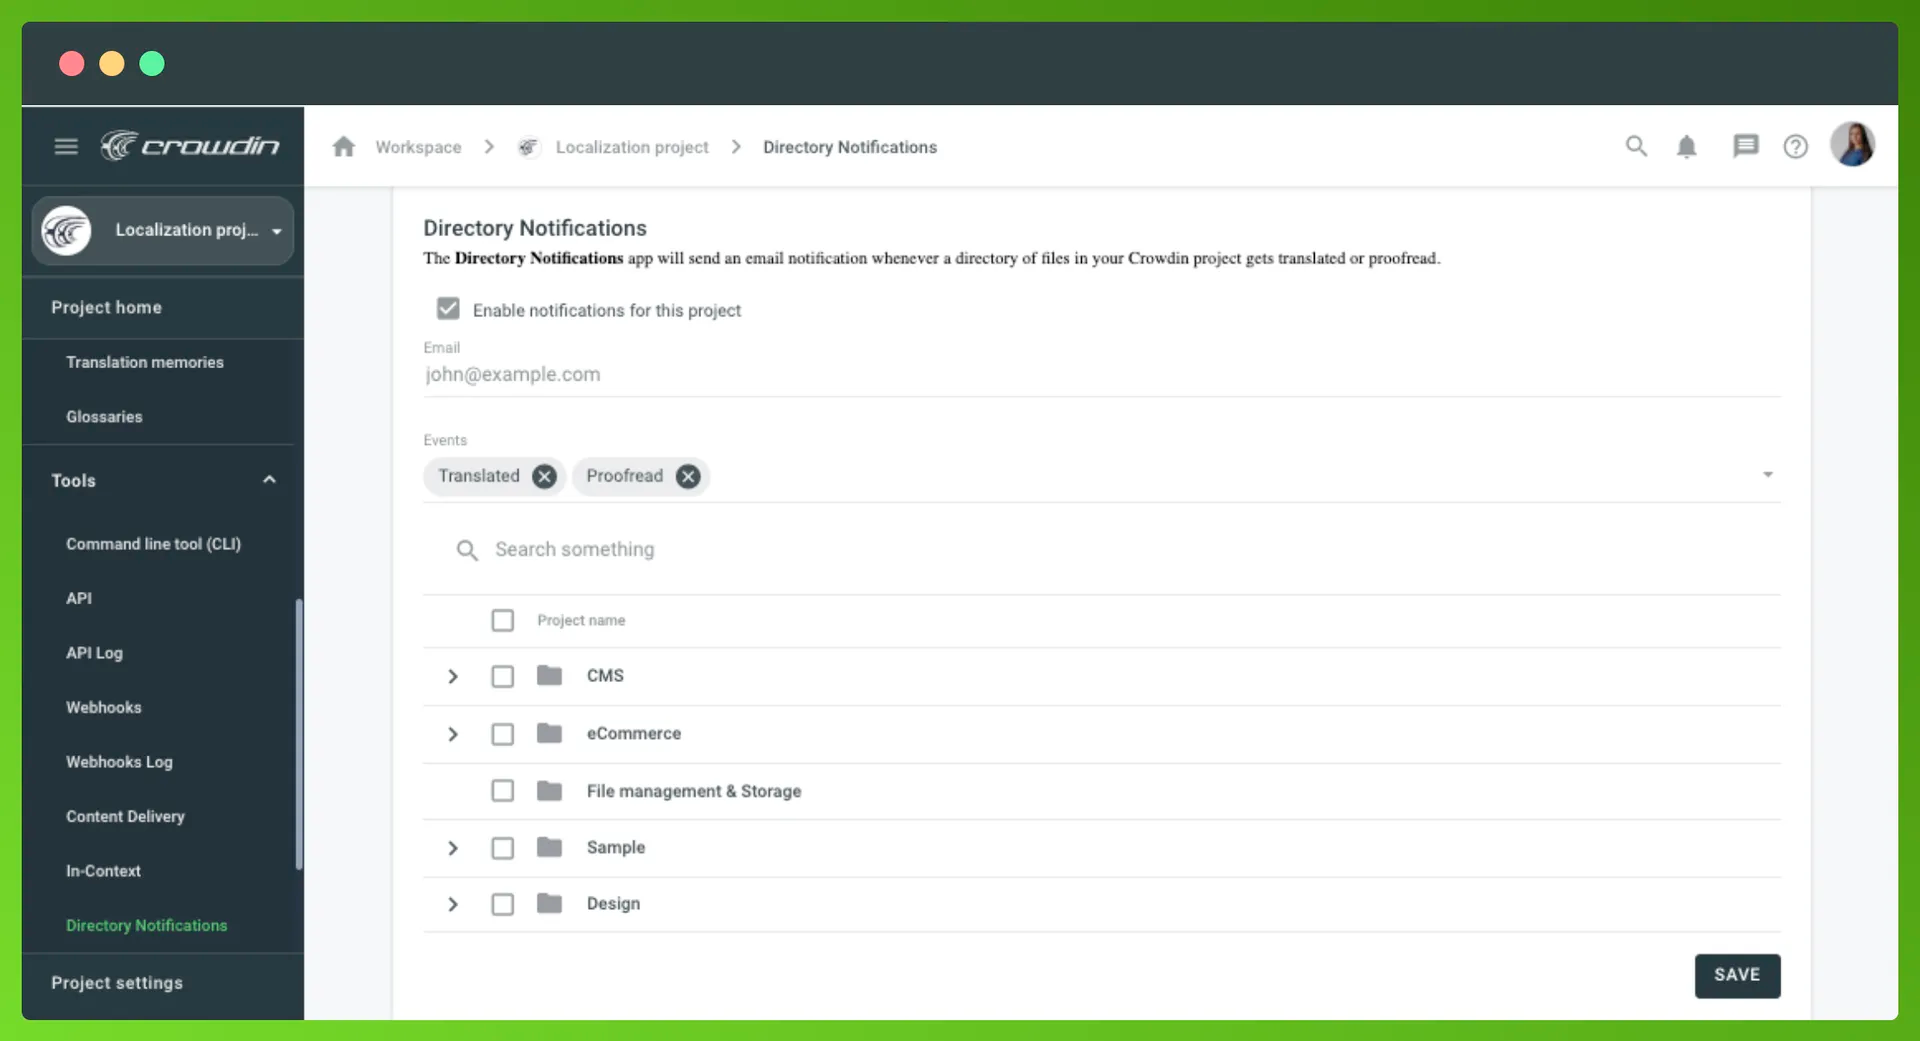 crowdin
Workspace
Localization project
Directory Notifications
Localization proj...
Project home
Translation memories
Glossaries
Tools
Command line tool (CLI)
API
API Log
Webhooks
Webhooks Log
Content Delivery
In-Context
Directory Notifications
Project settings
Directory Notifications
The Directory Notifications app will send an email notification whenever a directory of files in your Crowdin project gets translated or proofread.
Enable notifications for this project
Email
john@example.com
Events
Translated
Proofread
Search something
Project name
CMS
eCommerce
File management & Storage
Sample
Design
SAVE